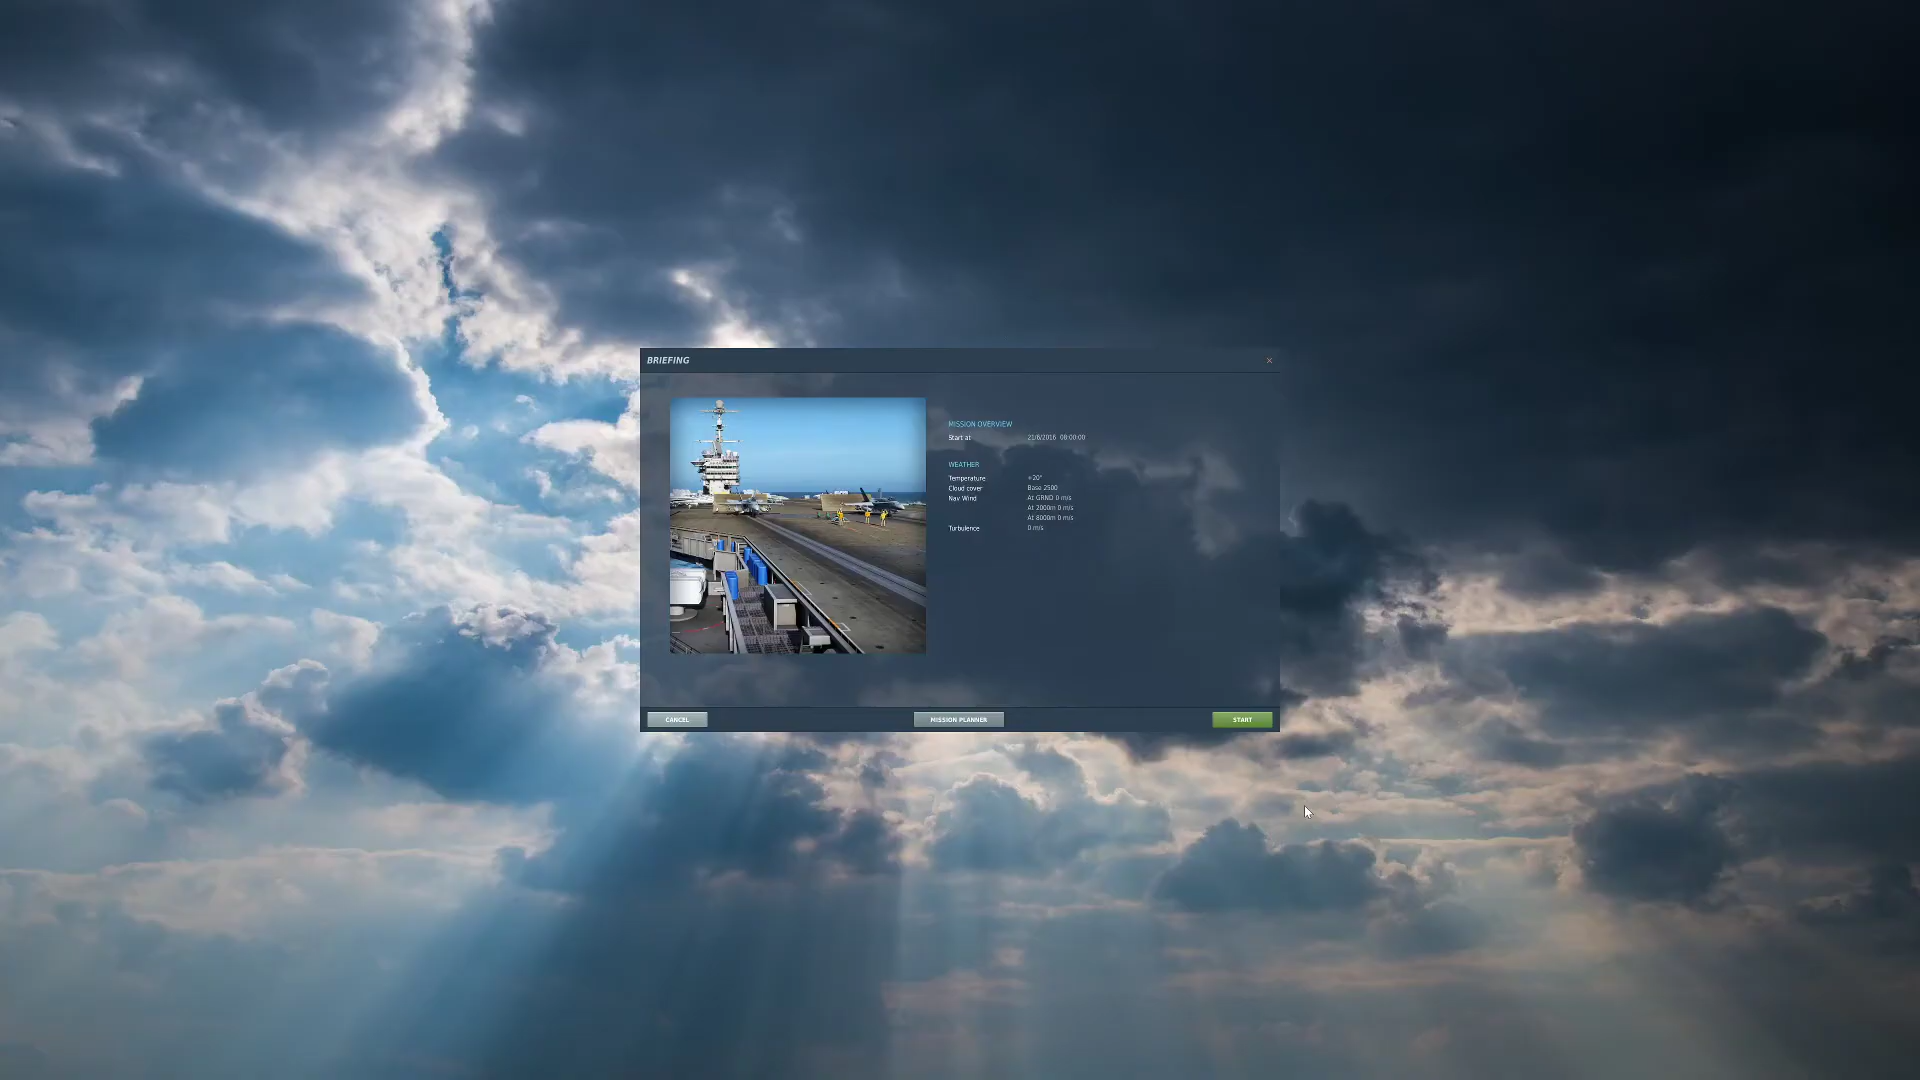 BRIEFING
MISSION OVERVIEW
Start at 21/6/2016 08:00:00
WEATHER
Temperature +20°
Cloud cover Base 2500
Nav Wind At GRND 0 m/s
At 2000m 0 m/s
At 8000m 0 m/s
Turbulence 0 m/s
CANCEL MISSION PLANNER START